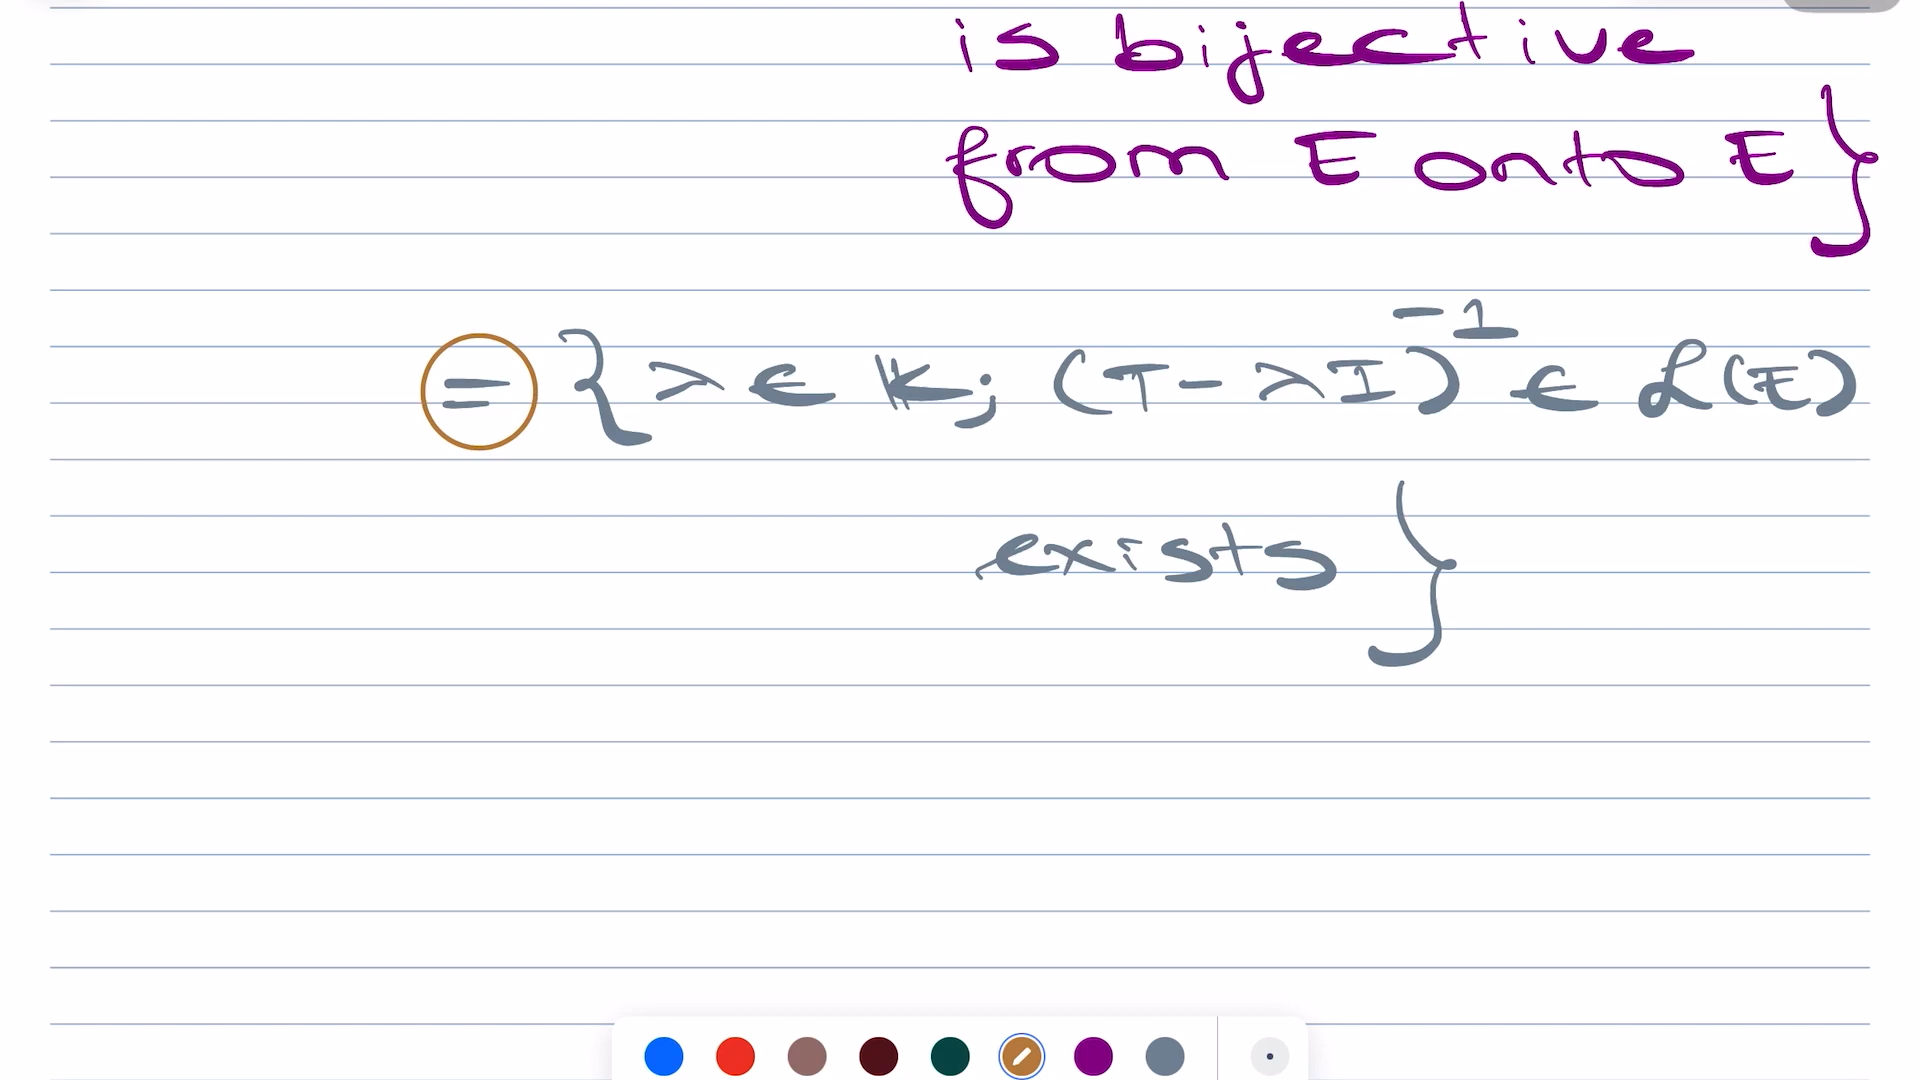 is bijective
from E onto E }
= { λ ∈ 𝕂; (T - λI)⁻¹ ∈ ℒ(E)
exists }